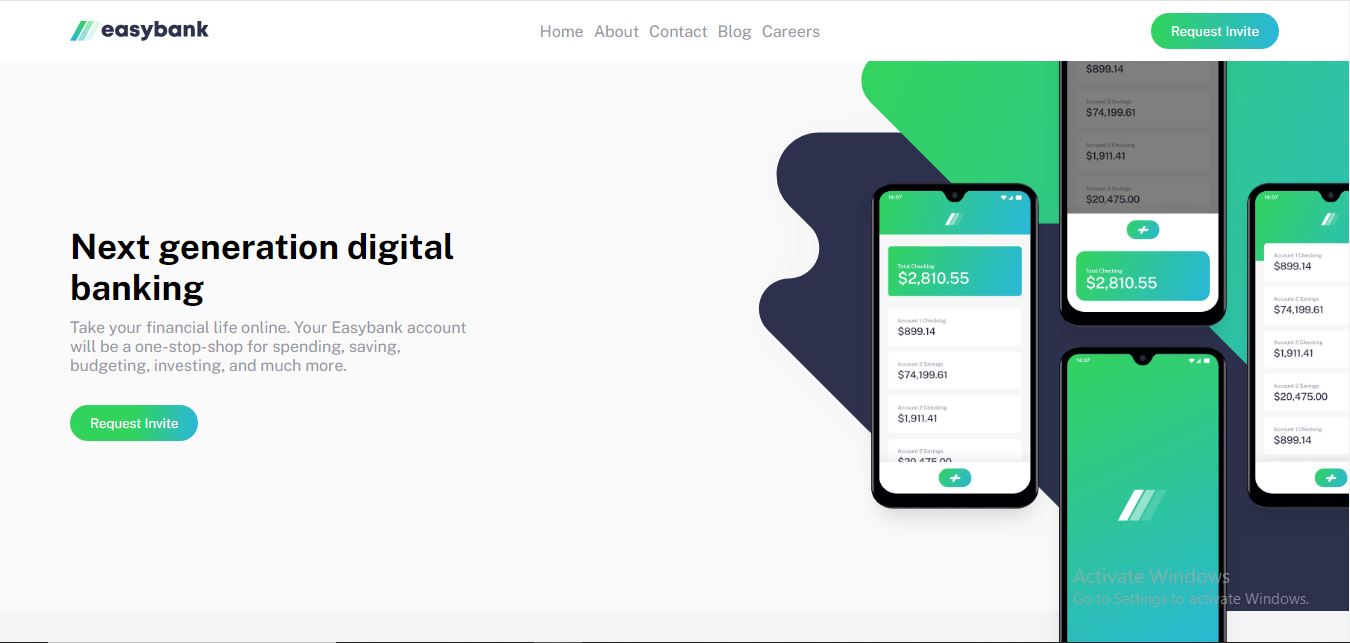 easybank
Home About Contact Blog Careers
Request Invite
Next generation digital
banking
Take your financial life online. Your Easybank account
will be a one-stop-shop for spending, saving,
budgeting, investing, and much more.
Request Invite
14:07
Total Checking
$2,810.55
Account 1 Checking
$899.14
Account 2 Savings
$74,199.61
Account 2 Checking
$1,911.41
Account 2 Savings
$20,475.00
$899.14
Account 2 Savings
$74,199.61
Account 2 Checking
$1,911.41
Account 2 Savings
$20,475.00
Total Checking
$2,810.55
14:07
14:07
Account 1 Checking
$899.14
Account 2 Savings
$74,199.61
Account 2 Checking
$1,911.41
Account 2 Savings
$20,475.00
Account 1 Checking
$899.14
Activate Windows
Go to Settings to activate Windows.